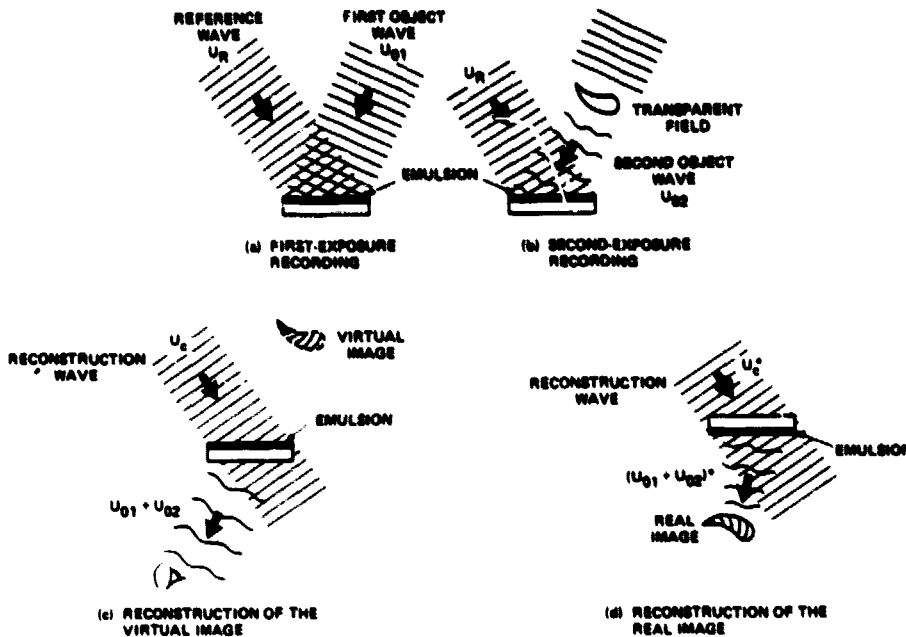 REFERENCE
WAVE
U_R
FIRST OBJECT
WAVE
U_01
U_R
TRANSPARENT
FIELD
SECOND OBJECT
WAVE
U_02
EMULSION
(a) FIRST-EXPOSURE
RECORDING
(b) SECOND-EXPOSURE
RECORDING
RECONSTRUCTION
WAVE
U_c
VIRTUAL
IMAGE
EMULSION
U_01 + U_02
(c) RECONSTRUCTION OF THE
VIRTUAL IMAGE
RECONSTRUCTION
WAVE
U_c*
EMULSION
(U_01 + U_02)*
REAL
IMAGE
(d) RECONSTRUCTION OF THE
REAL IMAGE